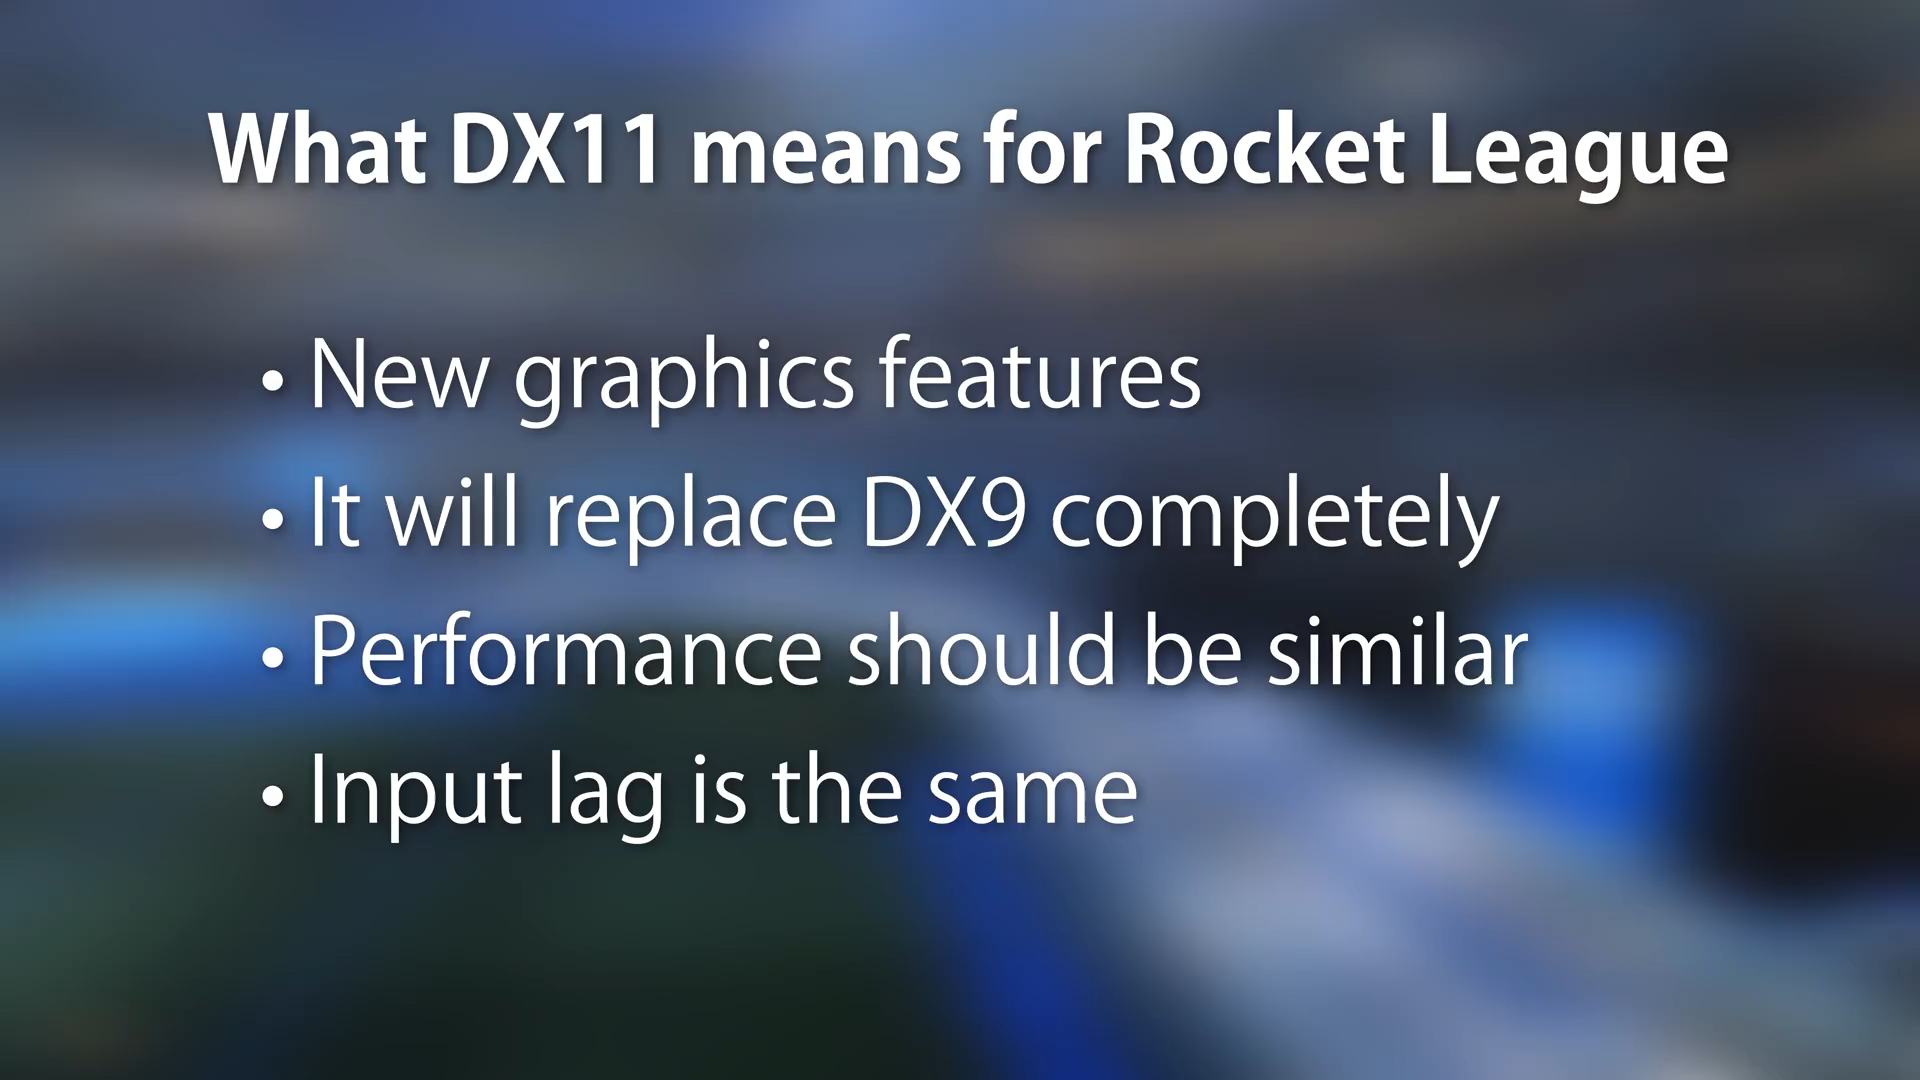 What DX11 means for Rocket League
• New graphics features
• It will replace DX9 completely
• Performance should be similar
• Input lag is the same